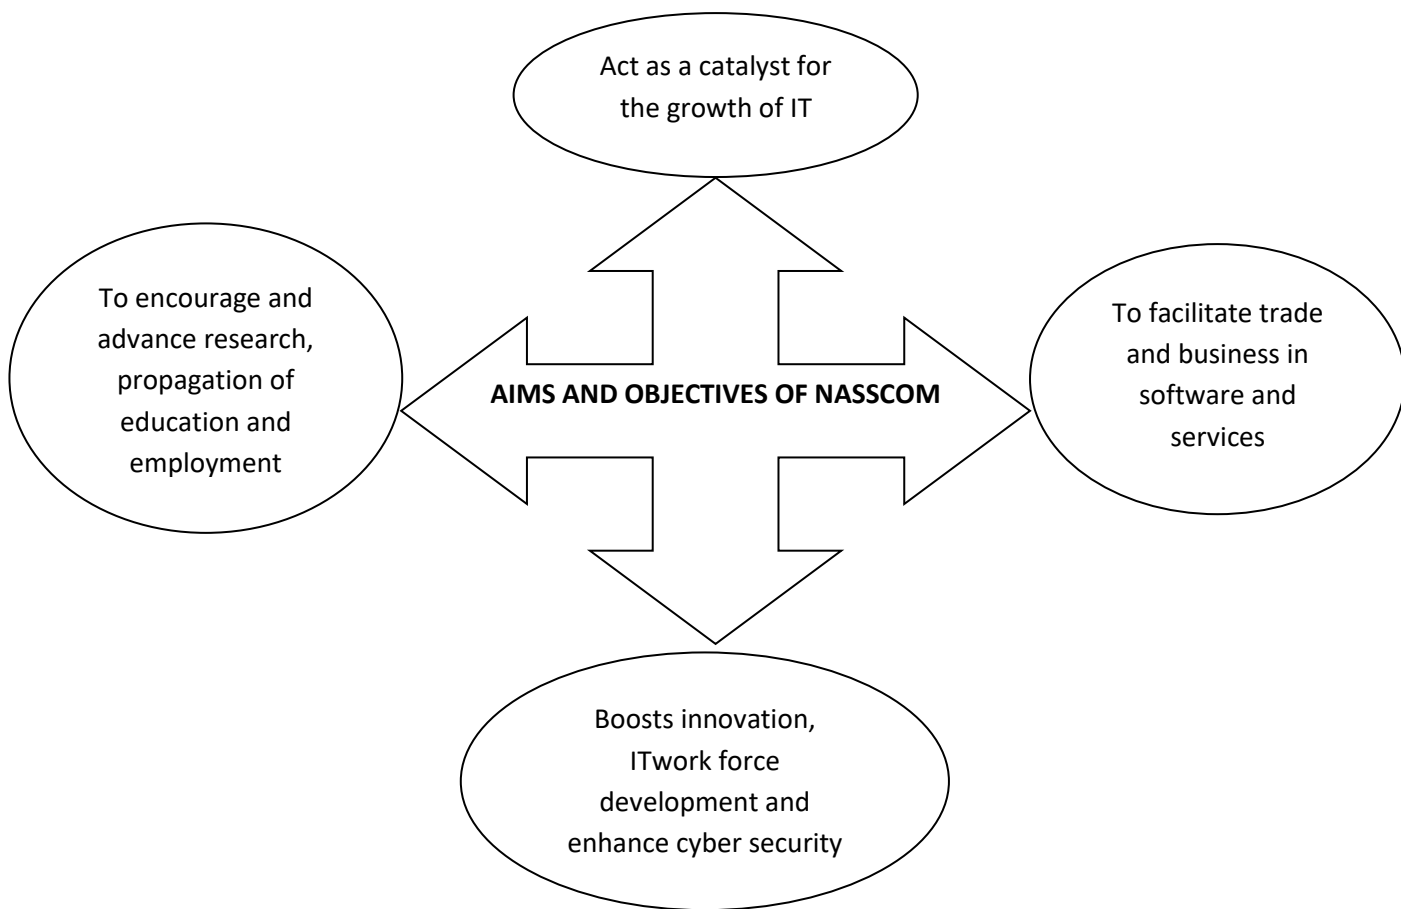 Act as a catalyst for
the growth of IT
To encourage and
advance research,
propagation of
education and
employment
AIMS AND OBJECTIVES OF NASSCOM
To facilitate trade
and business in
software and
services
Boosts innovation,
ITwork force
development and
enhance cyber security